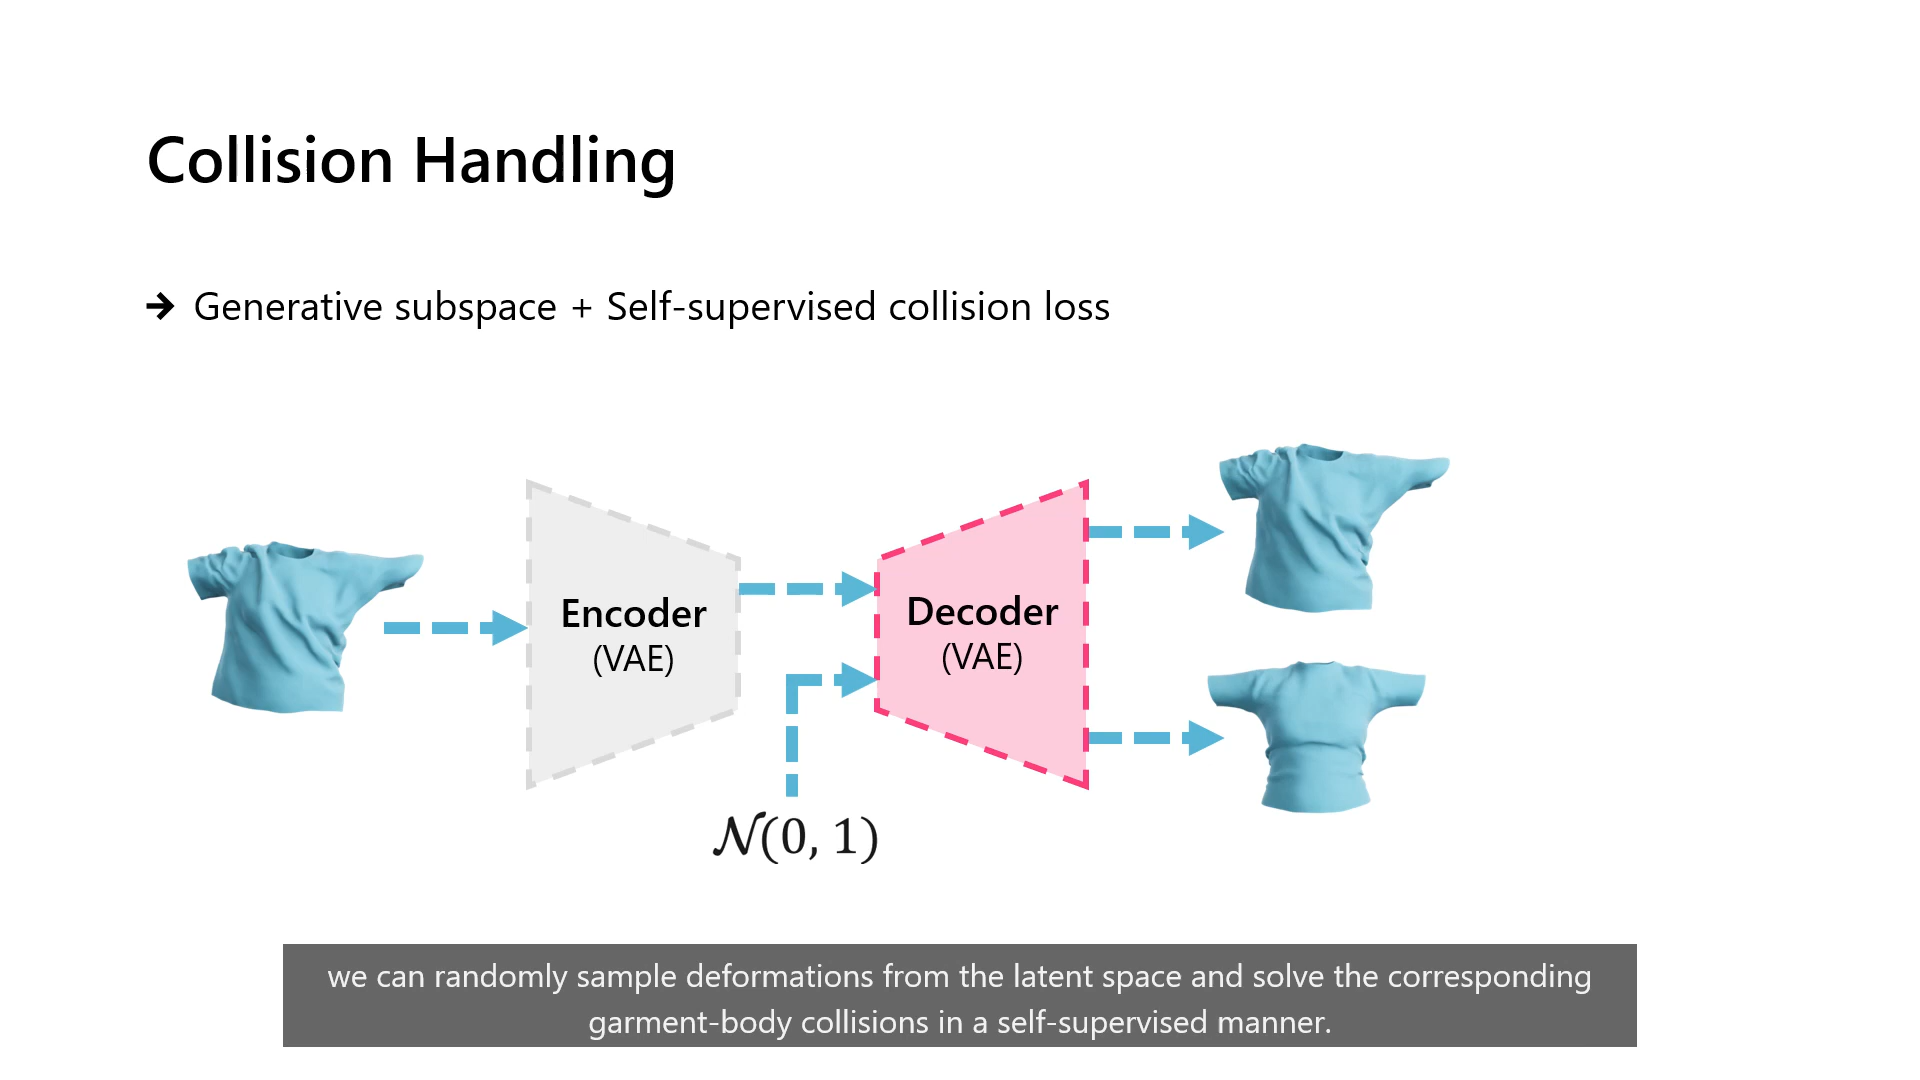 Collision Handling
→ Generative subspace + Self-supervised collision loss
Encoder
(VAE)
Decoder
(VAE)
𝒩(0, 1)
we can randomly sample deformations from the latent space and solve the corresponding
garment-body collisions in a self-supervised manner.